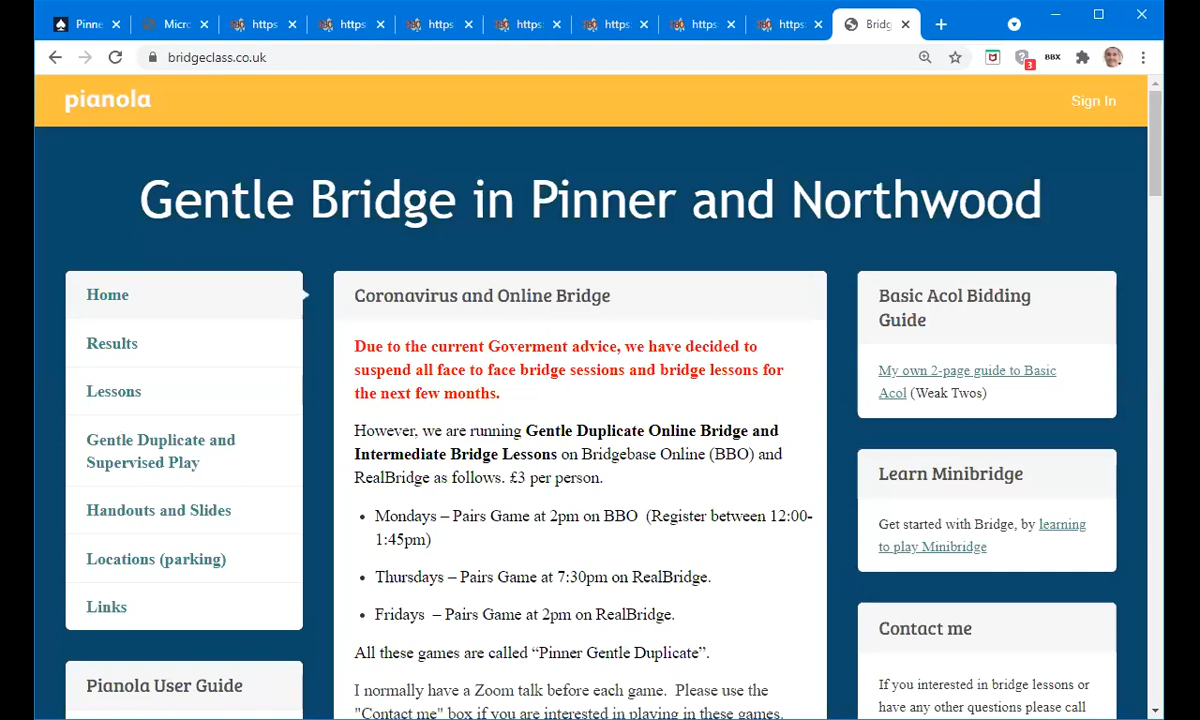 Pinne
Micro
https
https
https
https:
https
https
https:
Bridg
bridgeclass.co.uk
3
BBX
pianola
Sign In
Gentle Bridge in Pinner and Northwood
Home
Results
Lessons
Gentle Duplicate and
Supervised Play
Handouts and Slides
Locations (parking)
Links
Pianola User Guide
Coronavirus and Online Bridge
Due to the current Goverment advice, we have decided to
suspend all face to face bridge sessions and bridge lessons for
the next few months.
However, we are running Gentle Duplicate Online Bridge and
Intermediate Bridge Lessons on Bridgebase Online (BBO) and
RealBridge as follows. £3 per person.
• Mondays – Pairs Game at 2pm on BBO (Register between 12:00-
1:45pm)
• Thursdays – Pairs Game at 7:30pm on RealBridge.
• Fridays – Pairs Game at 2pm on RealBridge.
All these games are called “Pinner Gentle Duplicate”.
I normally have a Zoom talk before each game. Please use the
"Contact me" box if you are interested in playing in these games.
Basic Acol Bidding
Guide
My own 2-page guide to Basic
Acol (Weak Twos)
Learn Minibridge
Get started with Bridge, by learning
to play Minibridge
Contact me
If you interested in bridge lessons or
have any other questions please call